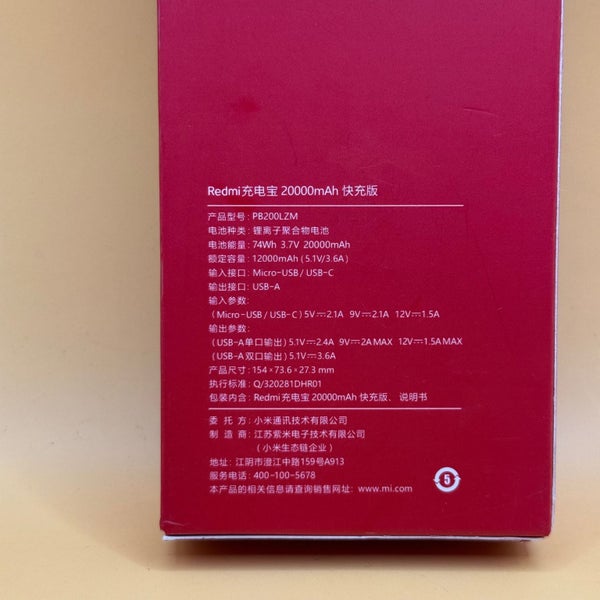 Redmi充电宝 20000mAh 快充版
产品型号: PB200LZM
电池种类: 锂离子聚合物电池
电池能量: 74Wh 3.7V 20000mAh
额定容量: 12000mAh (5.1V/3.6A)
输入接口: Micro-USB / USB-C
输出接口: USB-A
输入参数:
(Micro-USB / USB-C) 5V⎓2.1A 9V⎓2.1A 12V⎓1.5A
输出参数:
(USB-A单口输出) 5.1V⎓2.4A 9V⎓2A MAX 12V⎓1.5A MAX
(USB-A双口输出) 5.1V⎓3.6A
产品尺寸: 154×73.6×27.3 mm
执行标准: Q/320281DHR01
包装内含: Redmi充电宝 20000mAh 快充版、说明书
委 托 方: 小米通讯技术有限公司
制 造 商: 江苏紫米电子技术有限公司
(小米生态链企业)
地址: 江阴市澄江中路159号A913
服务电话: 400-100-5678
本产品的相关信息请查询销售网址: www.mi.com
5